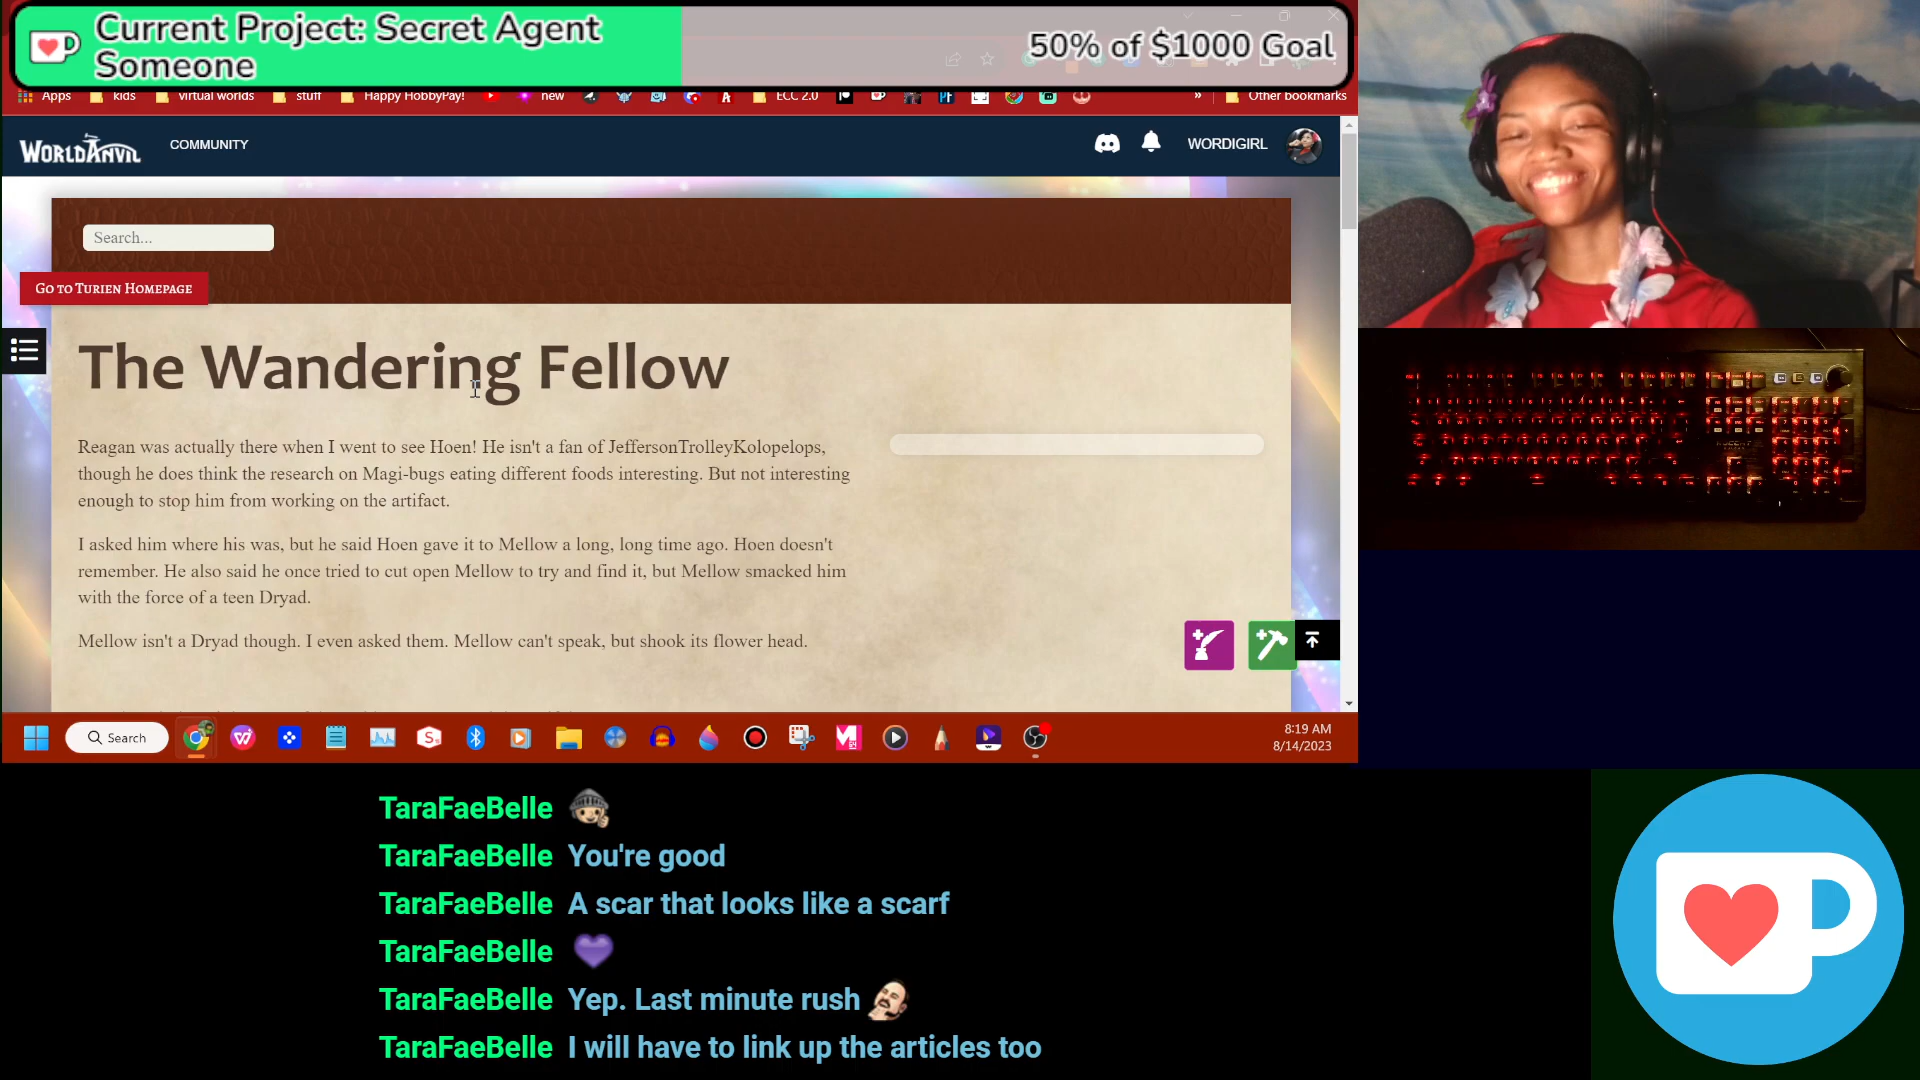 Current Project: Secret Agent
Someone
50% of $1000 Goal
Apps kids virtual worlds stuff Happy HobbyPay! new ECC 2.0 » Other bookmarks
WORLDANVIL COMMUNITY WORDIGIRL
Search...
GO TO TURIEN HOMEPAGE
The Wandering Fellow
Reagan was actually there when I went to see Hoen! He isn't a fan of JeffersonTrolleyKolopelops,
though he does think the research on Magi-bugs eating different foods interesting. But not interesting
enough to stop him from working on the artifact.
I asked him where his was, but he said Hoen gave it to Mellow a long, long time ago. Hoen doesn't
remember. He also said he once tried to cut open Mellow to try and find it, but Mellow smacked him
with the force of a teen Dryad.
Mellow isn't a Dryad though. I even asked them. Mellow can't speak, but shook its flower head.
Search
8:19 AM
8/14/2023
TaraFaeBelle
TaraFaeBelle You're good
TaraFaeBelle A scar that looks like a scarf
TaraFaeBelle
TaraFaeBelle Yep. Last minute rush
TaraFaeBelle I will have to link up the articles too